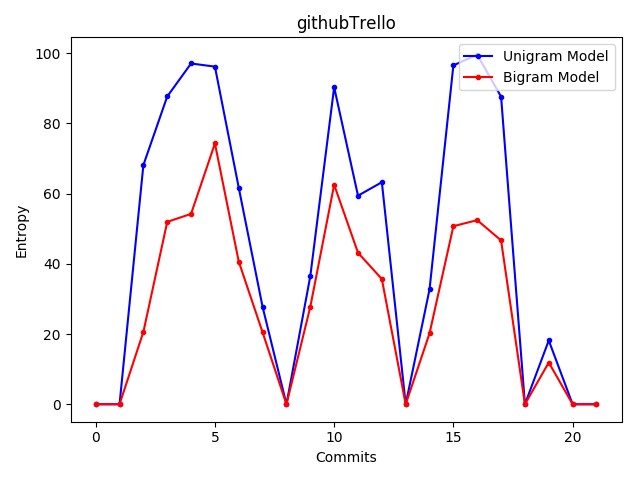 githubTrello
Unigram Model
Bigram Model
Entropy
100
80
60
40
20
0
0 5 10 15 20
Commits